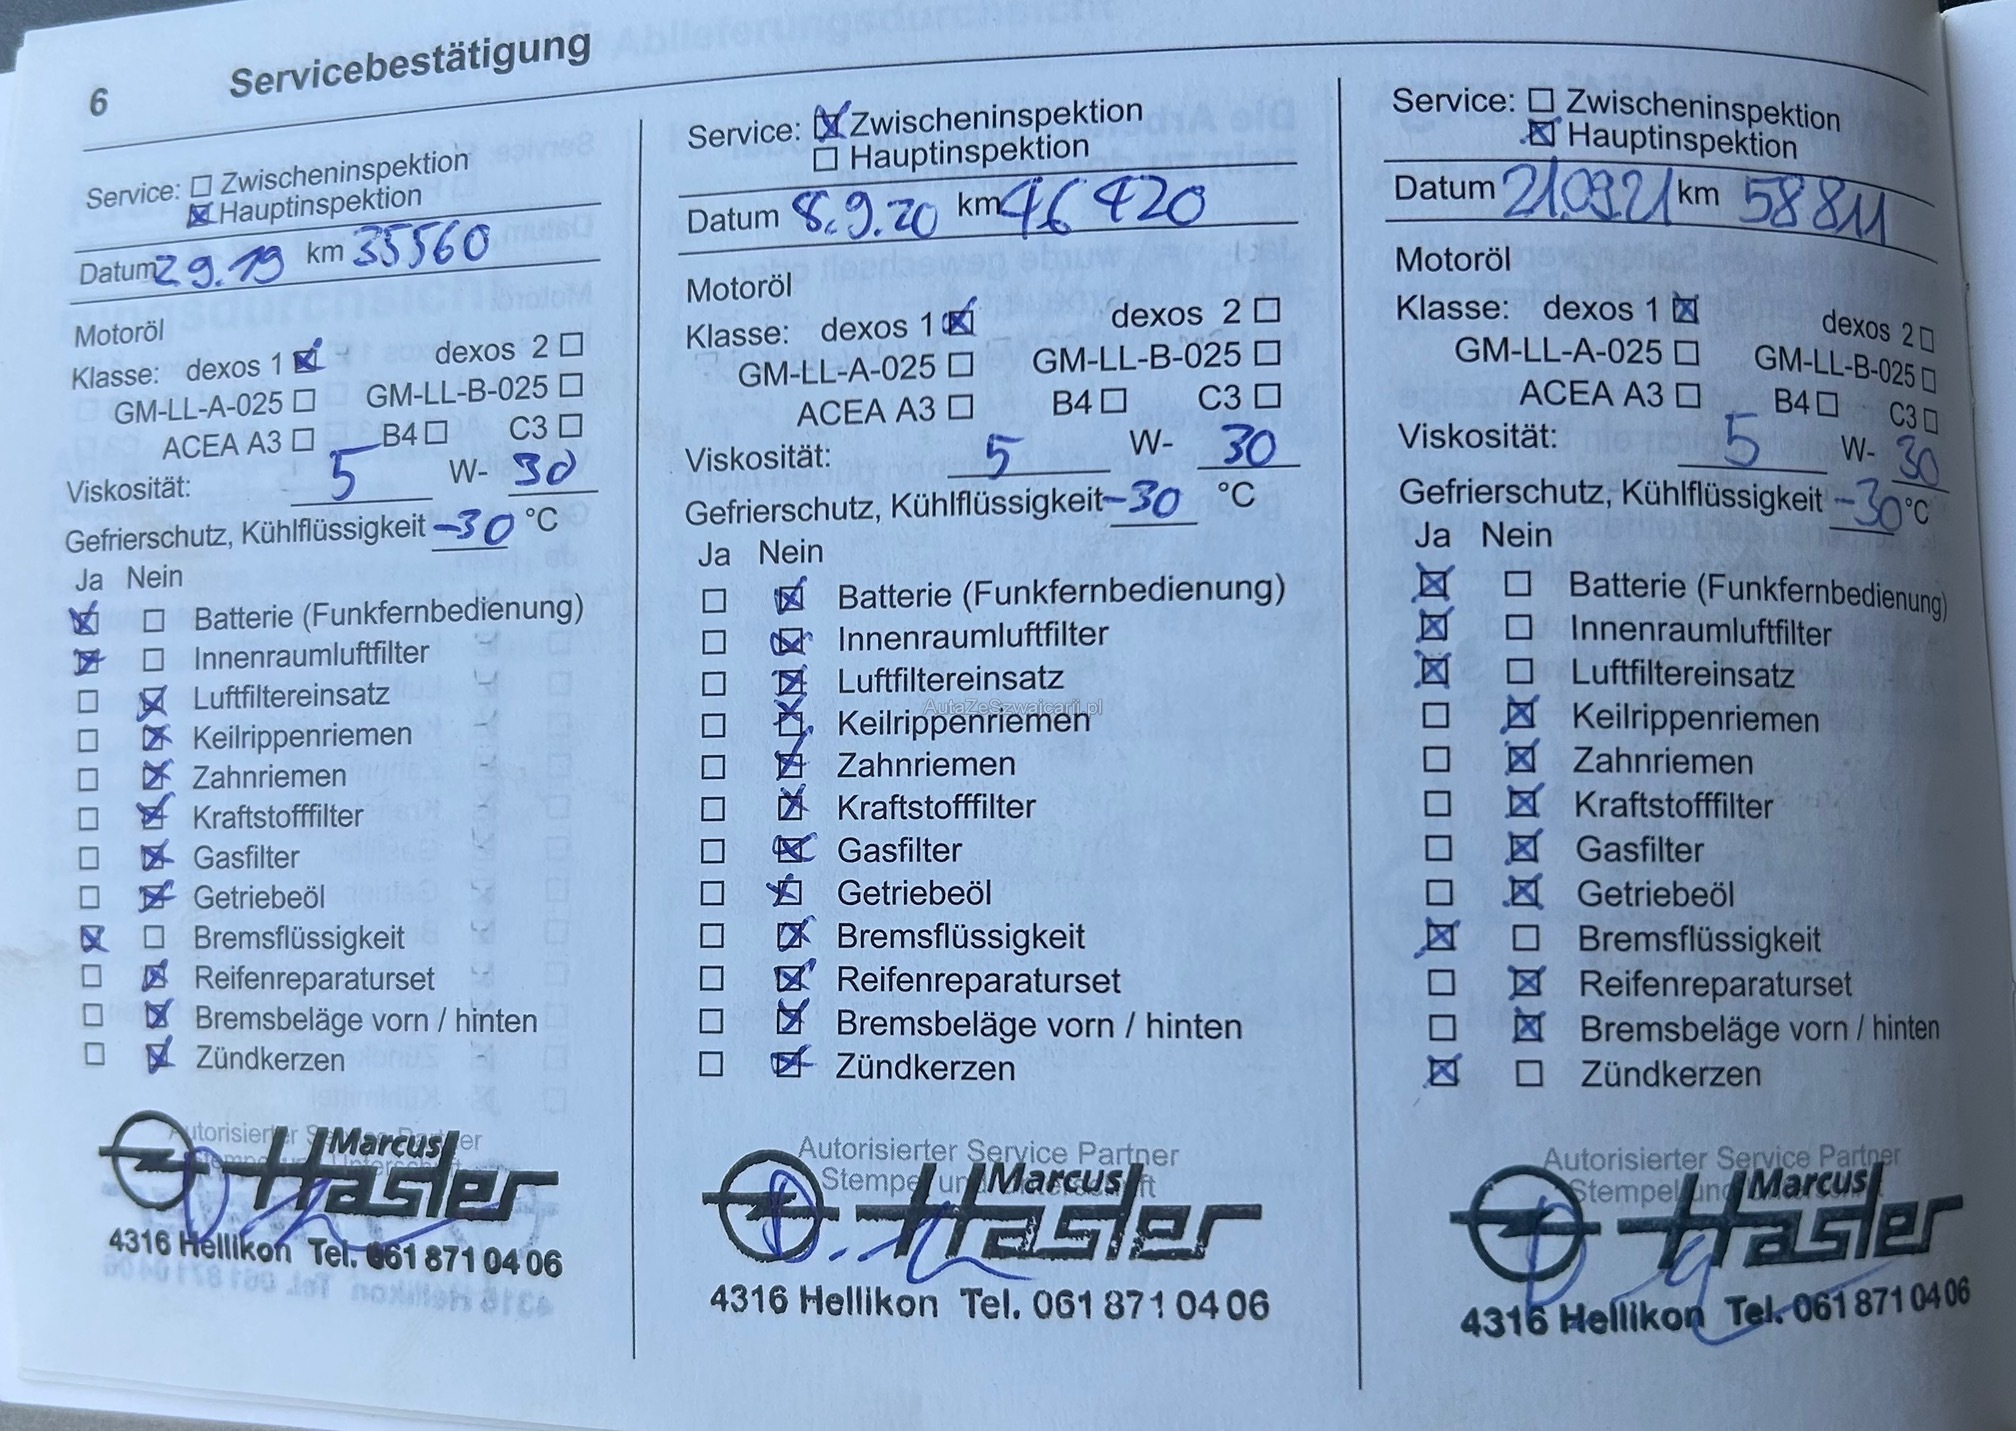 6 Servicebestätigung
Service: Zwischeninspektion
Hauptinspektion
Datum 2 9.19 km 35560
Motoröl
Klasse: dexos 1 dexos 2
GM-LL-A-025 GM-LL-B-025
ACEA A3 B4 C3
Viskosität: 5 W- 30
Gefrierschutz, Kühlflüssigkeit -30 °C
Ja Nein
Batterie (Funkfernbedienung)
Innenraumluftfilter
Luftfiltereinsatz
Keilrippenriemen
Zahnriemen
Kraftstofffilter
Gasfilter
Getriebeöl
Bremsflüssigkeit
Reifenreparaturset
Bremsbeläge vorn / hinten
Zündkerzen
Marcus
Hasler
4316 Hellikon Tel. 061 871 04 06
Service: Zwischeninspektion
Hauptinspektion
Datum 8.9.20 km 46420
Motoröl
Klasse: dexos 1 dexos 2
GM-LL-A-025 GM-LL-B-025
ACEA A3 B4 C3
Viskosität: 5 W- 30
Gefrierschutz, Kühlflüssigkeit -30 °C
Ja Nein
Batterie (Funkfernbedienung)
Innenraumluftfilter
Luftfiltereinsatz
AutaZeSzwajcarii.pl
Keilrippenriemen
Zahnriemen
Kraftstofffilter
Gasfilter
Getriebeöl
Bremsflüssigkeit
Reifenreparaturset
Bremsbeläge vorn / hinten
Zündkerzen
Autorisierter Service Partner
Marcus
Hasler
4316 Hellikon Tel. 061 871 04 06
Service: Zwischeninspektion
Hauptinspektion
Datum 21.09.21 km 58811
Motoröl
Klasse: dexos 1 dexos 2
GM-LL-A-025 GM-LL-B-025
ACEA A3 B4 C3
Viskosität: 5 W- 30
Gefrierschutz, Kühlflüssigkeit -30 °C
Ja Nein
Batterie (Funkfernbedienung)
Innenraumluftfilter
Luftfiltereinsatz
Keilrippenriemen
Zahnriemen
Kraftstofffilter
Gasfilter
Getriebeöl
Bremsflüssigkeit
Reifenreparaturset
Bremsbeläge vorn / hinten
Zündkerzen
Autorisierter Service Partner
Marcus
Hasler
4316 Hellikon Tel. 061 871 04 06